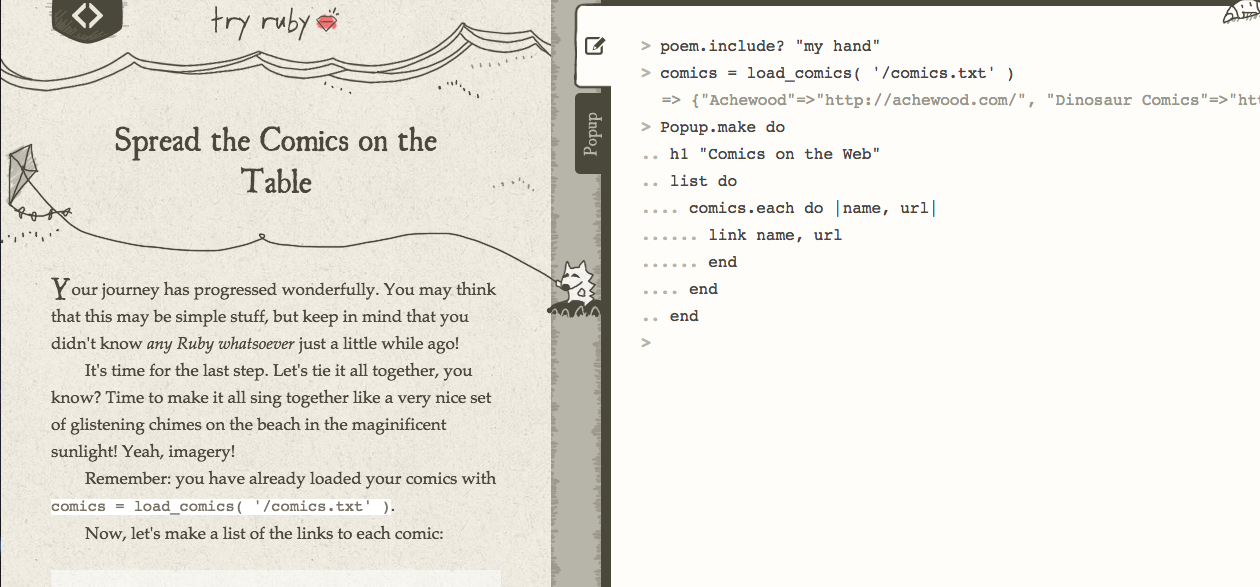 try ruby
Spread the Comics on the
Table
Your journey has progressed wonderfully. You may think
that this may be simple stuff, but keep in mind that you
didn't know any Ruby whatsoever just a little while ago!
It's time for the last step. Let's tie it all together, you
know? Time to make it all sing together like a very nice set
of glistening chimes on the beach in the maginificent
sunlight! Yeah, imagery!
Remember: you have already loaded your comics with
comics = load_comics( '/comics.txt' ).
Now, let's make a list of the links to each comic:
Popup
> poem.include? "my hand"
> comics = load_comics( '/comics.txt' )
=> {"Achewood"=>"http://achewood.com/", "Dinosaur Comics"=>"htt
> Popup.make do
.. h1 "Comics on the Web"
.. list do
.... comics.each do |name, url|
...... link name, url
...... end
.... end
.. end
>